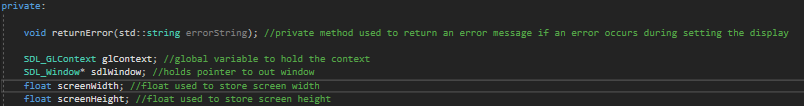 private:
void returnError(std::string errorString); //private method used to return an error message if an error occurs during setting the display
SDL_GLContext glContext; //global variable to hold the context
SDL_Window* sdlWindow; //holds pointer to out window
float screenWidth; //float used to store screen width
float screenHeight; //float used to store screen height